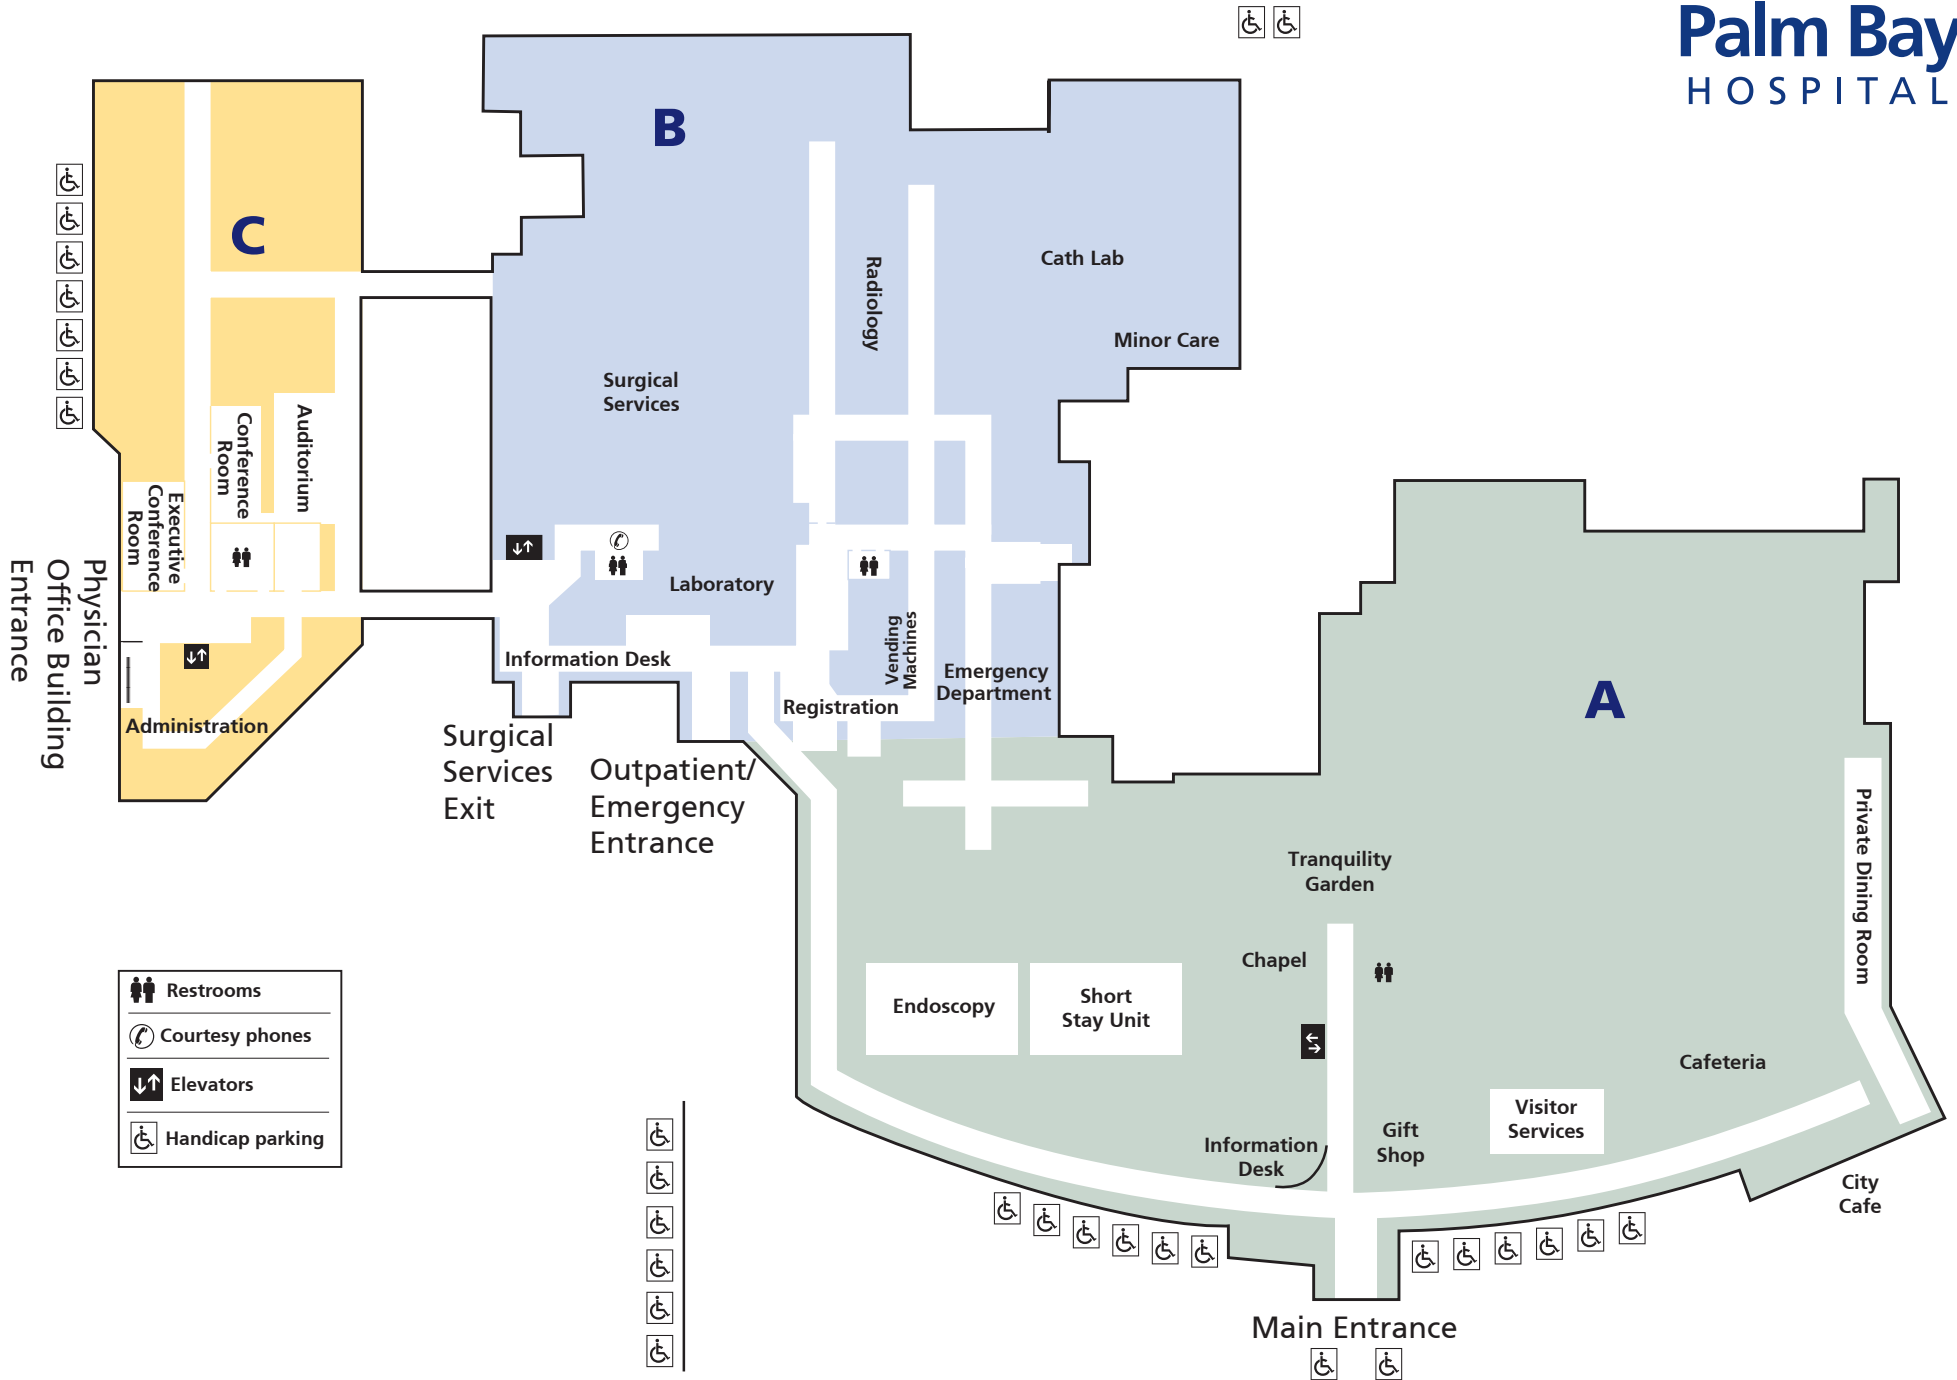 Palm Bay
HOSPITAL
B
C
A
Cath Lab
Radiology
Minor Care
Surgical
Services
Auditorium
Conference
Room
Executive
Conference
Room
Physician
Office Building
Entrance
Laboratory
Information Desk
Vending
Machines
Emergency
Department
Registration
Administration
Surgical
Services
Exit
Outpatient/
Emergency
Entrance
Private Dining Room
Tranquility
Garden
Chapel
Endoscopy
Short
Stay Unit
Cafeteria
Visitor
Services
Gift
Shop
Information
Desk
City
Cafe
Main Entrance
Restrooms
Courtesy phones
Elevators
Handicap parking